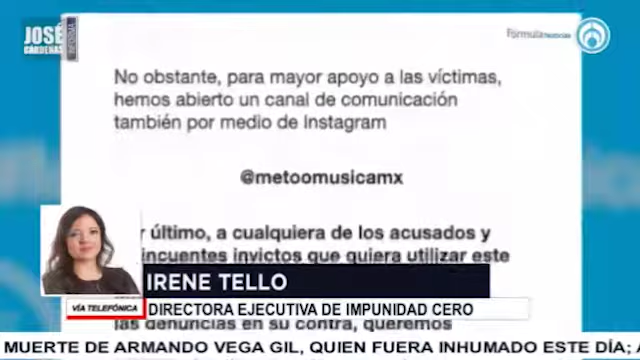 JOSÉ
CÁRDENAS
INFORMA
Fórmula Noticias
No obstante, para mayor apoyo a las víctimas,
hemos abierto un canal de comunicación
también por medio de Instagram
@metoomusicamx
último, a cualquiera de los acusados y
incuentes invictos que quiera utilizar este
IRENE TELLO
VÍA TELEFÓNICA
DIRECTORA EJECUTIVA DE IMPUNIDAD CERO
las denuncias en su contra, queremos
MUERTE DE ARMANDO VEGA GIL, QUIEN FUERA INHUMADO ESTE DÍA: A